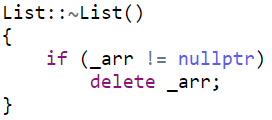 List::~List()
{
    if (_arr != nullptr)
        delete _arr;
}